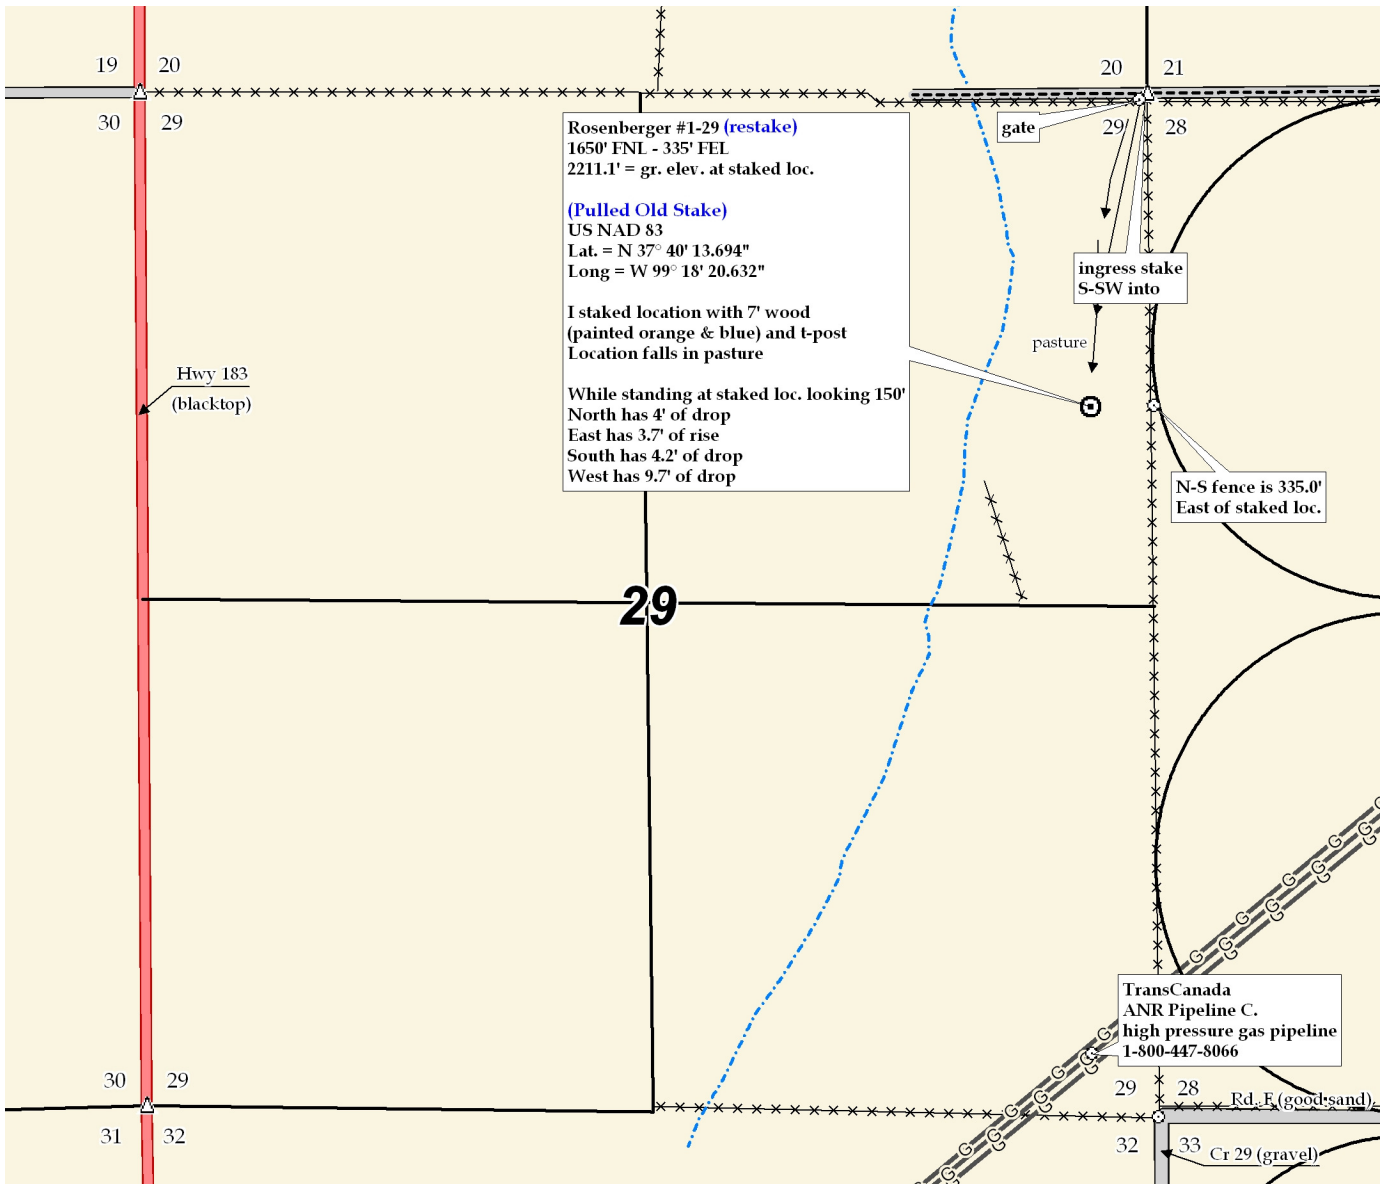 19 20
20 21
30 29
29 28
gate
Rosenberger #1-29 (restake)
1650' FNL - 335' FEL
2211.1' = gr. elev. at staked loc.
(Pulled Old Stake)
US NAD 83
Lat. = N 37° 40' 13.694"
Long = W 99° 18' 20.632"
I staked location with 7' wood
(painted orange & blue) and t-post
Location falls in pasture
While standing at staked loc. looking 150'
North has 4' of drop
East has 3.7' of rise
South has 4.2' of drop
West has 9.7' of drop
ingress stake
S-SW into
pasture
Hwy 183
(blacktop)
N-S fence is 335.0'
East of staked loc.
29
G G G G G G G G G G
TransCanada
ANR Pipeline C.
high pressure gas pipeline
1-800-447-8066
G G G G G G G G G G
30 29
29 28
Rd. F (good sand)
31 32
32 33
Cr 29 (gravel)